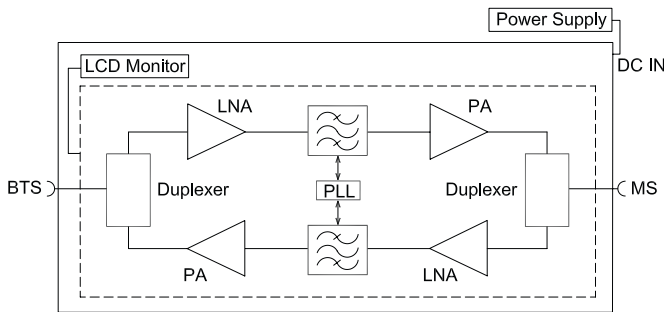 Power Supply
LCD Monitor
DC IN
LNA
PA
BTS
Duplexer
PLL
Duplexer
MS
PA
LNA